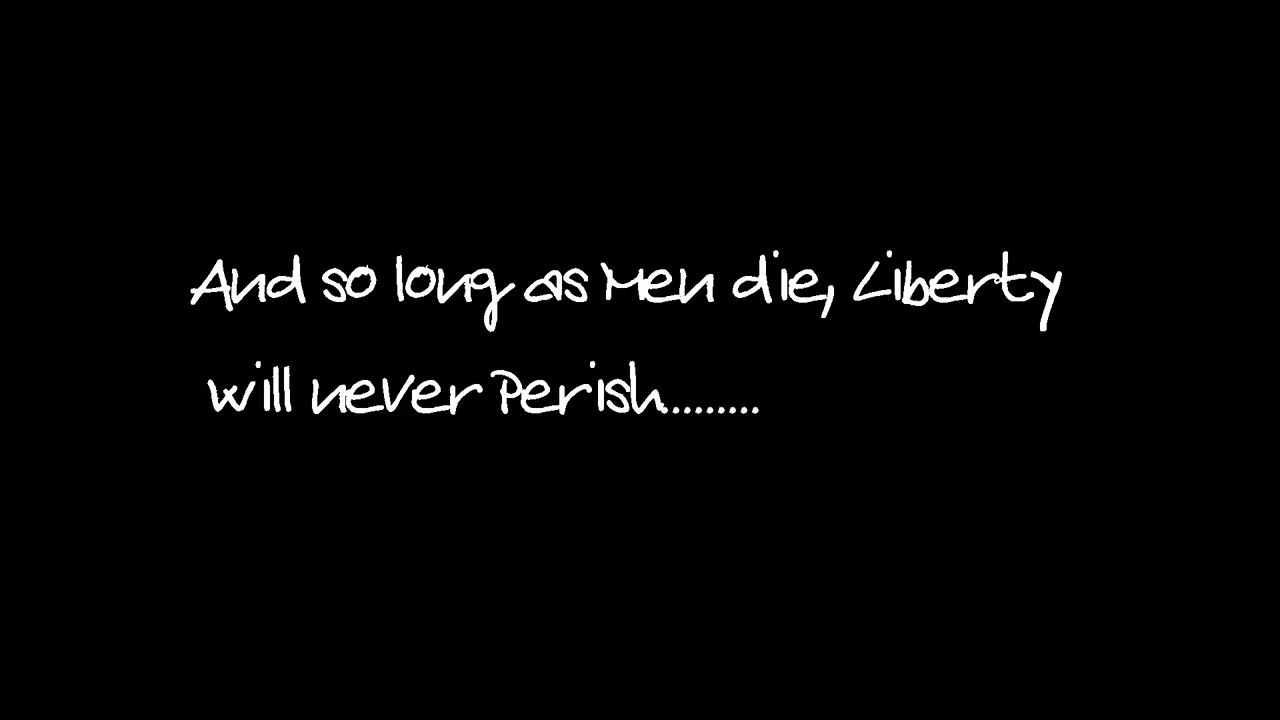 And so long as Men die, Liberty
will never Perish.........